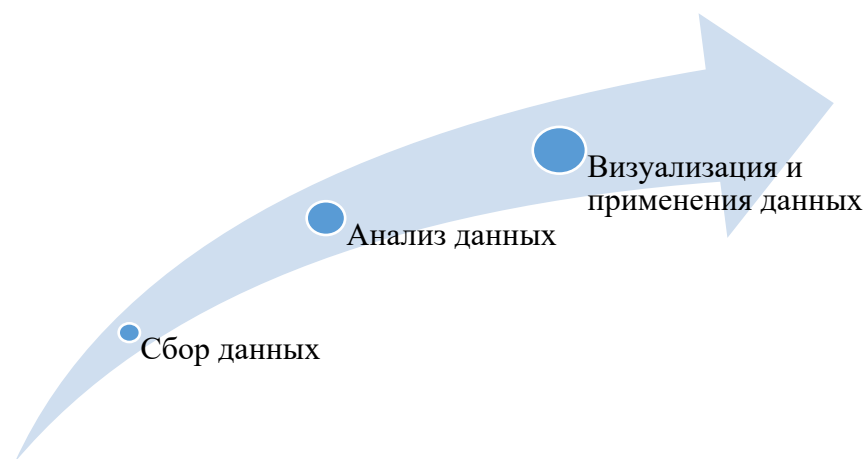 Визуализация и
применения данных
Анализ данных
Сбор данных